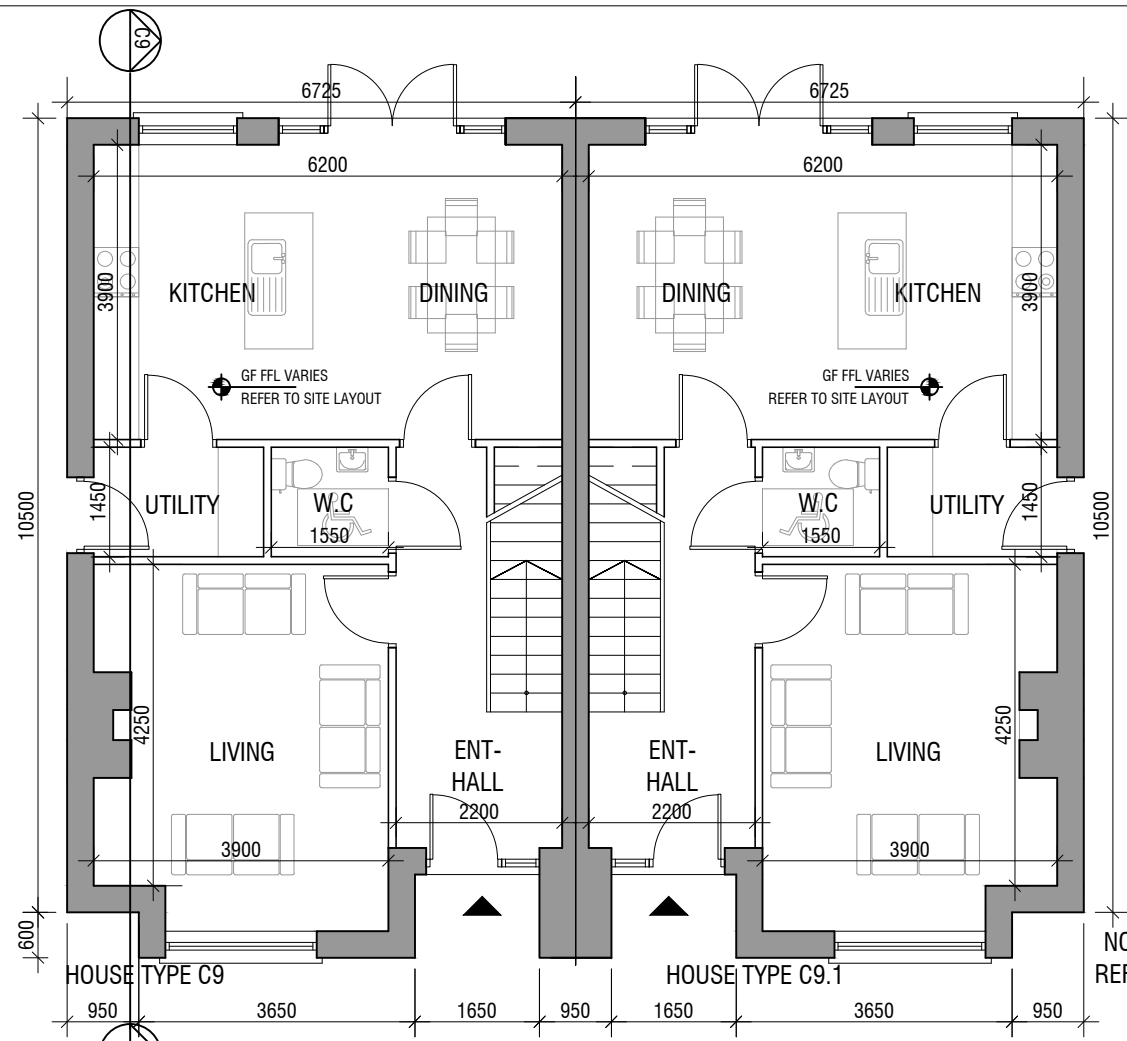 C9
6725
6725
6200
6200
3900
KITCHEN
DINING
DINING
KITCHEN
3900
GF FFL VARIES
REFER TO SITE LAYOUT
GF FFL VARIES
REFER TO SITE LAYOUT
10500
1450
UTILITY
W.C
1550
W.C
1550
UTILITY
1450
10500
4250
LIVING
ENT-
HALL
2200
ENT-
HALL
2200
LIVING
4250
3900
3900
600
HOUSE TYPE C9
HOUSE TYPE C9.1
NO
REF
950
3650
1650
950
1650
3650
950